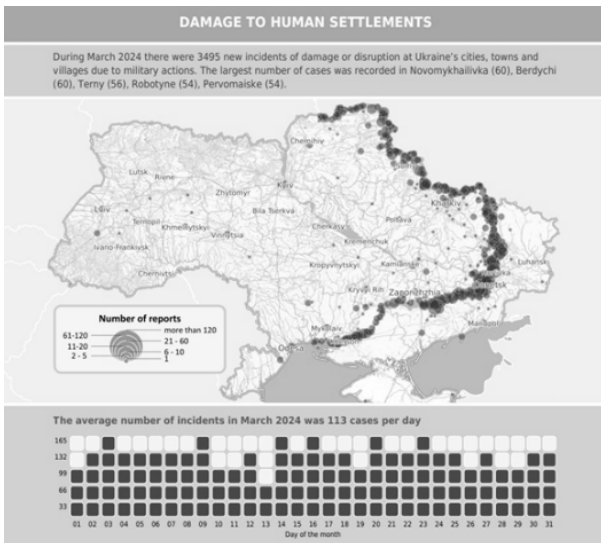 DAMAGE TO HUMAN SETTLEMENTS
During March 2024 there were 3495 new incidents of damage or disruption at Ukraine's cities, towns and
villages due to military actions. The largest number of cases was recorded in Novomykhailivka (60), Berdychi
(60), Terny (56), Robotyne (54), Pervomaiske (54).
Chernihiv
Lutsk
Rivne
Kyiv
Zhytomyr
Kharkiv
Lviv
Bila Tserkva
Poltava
Ternopil
Khmelnytskyi
Vinnytsia
Cherkasy
Kremenchuk
Ivano-Frankivsk
Luhansk
Chernivtsi
Kropyvnytskyi
Kamianske
Kryvyi Rih
Zaporizhzhia
Mariupol
Mykolaiv
Odesa
Number of reports
61-120 more than 120
11-20 21 - 60
2 - 5 6 - 10
1
The average number of incidents in March 2024 was 113 cases per day
165
132
99
66
33
01 02 03 04 05 06 07 08 09 10 11 12 13 14 15 16 17 18 19 20 21 22 23 24 25 26 27 28 29 30 31
Day of the month